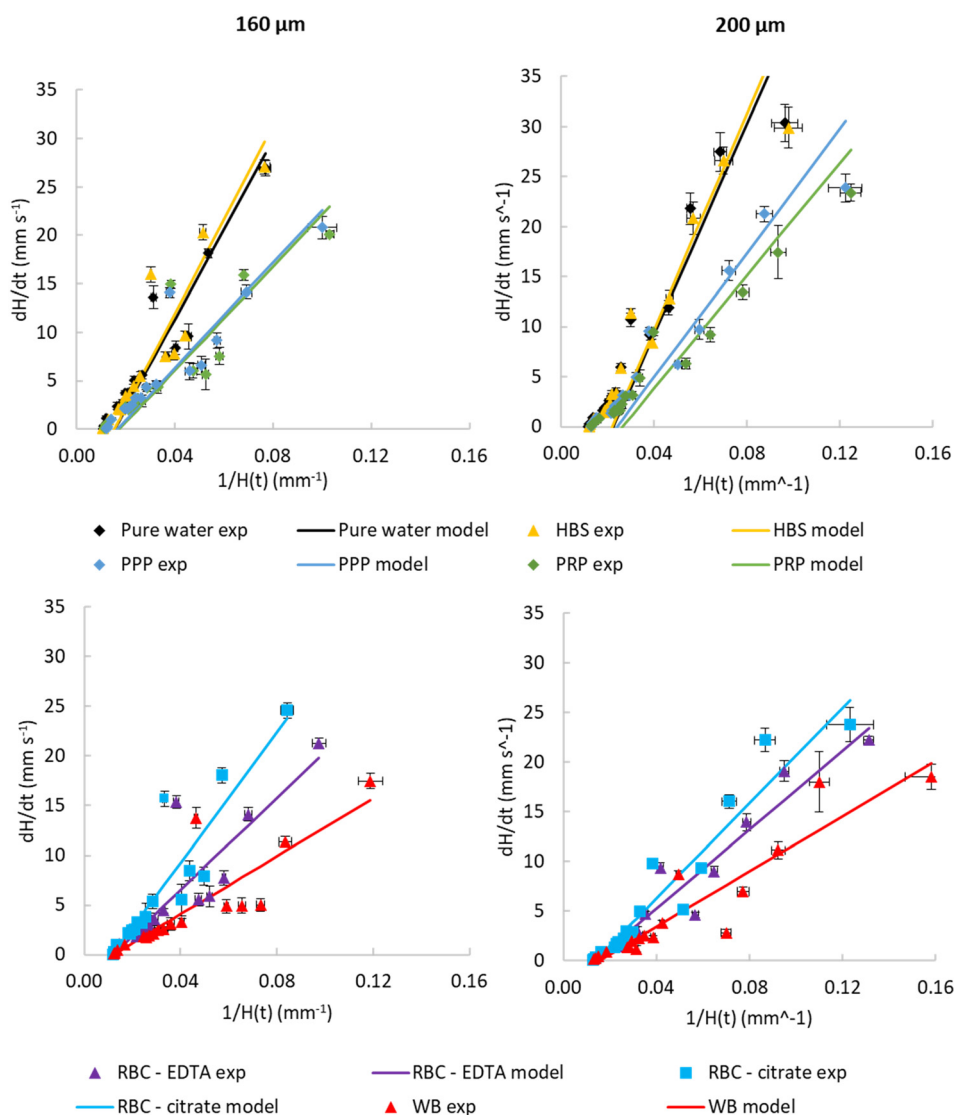 160 µm
200 µm
35
30
25
20
15
10
5
0
dH/dt (mm s⁻¹)
0.00
0.04
0.08
0.12
0.16
1/H(t) (mm⁻¹)
35
30
25
20
15
10
5
0
dH/dt (mm s^-1)
0.00
0.04
0.08
0.12
0.16
1/H(t) (mm^-1)
Pure water exp
Pure water model
HBS exp
HBS model
PPP exp
PPP model
PRP exp
PRP model
35
30
25
20
15
10
5
0
dH/dt (mm s⁻¹)
0.00
0.04
0.08
0.12
0.16
1/H(t) (mm⁻¹)
35
30
25
20
15
10
5
0
dH/dt (mm s^-1)
0.00
0.04
0.08
0.12
0.16
1/H(t) (mm^-1)
RBC - EDTA exp
RBC - EDTA model
RBC - citrate exp
RBC - citrate model
WB exp
WB model